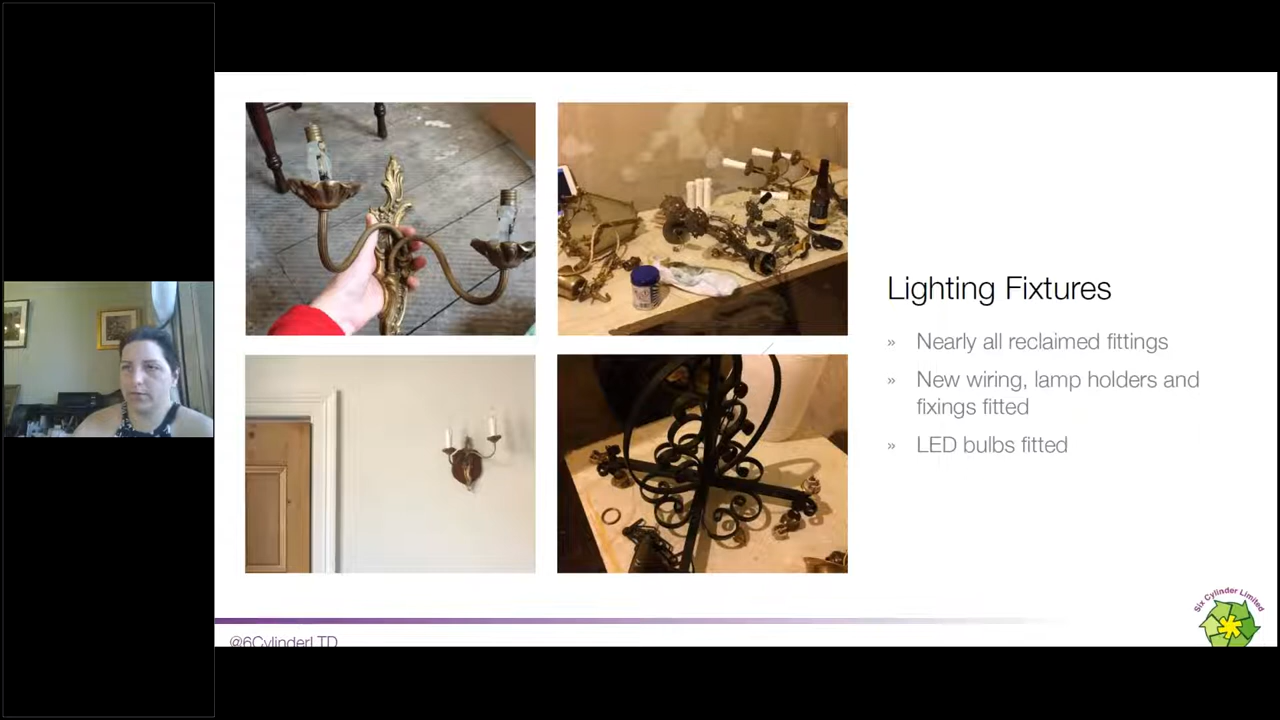 Lighting Fixtures
» Nearly all reclaimed fittings
» New wiring, lamp holders and
fixings fitted
» LED bulbs fitted
Six Cylinder Limited
@6CylinderLTD